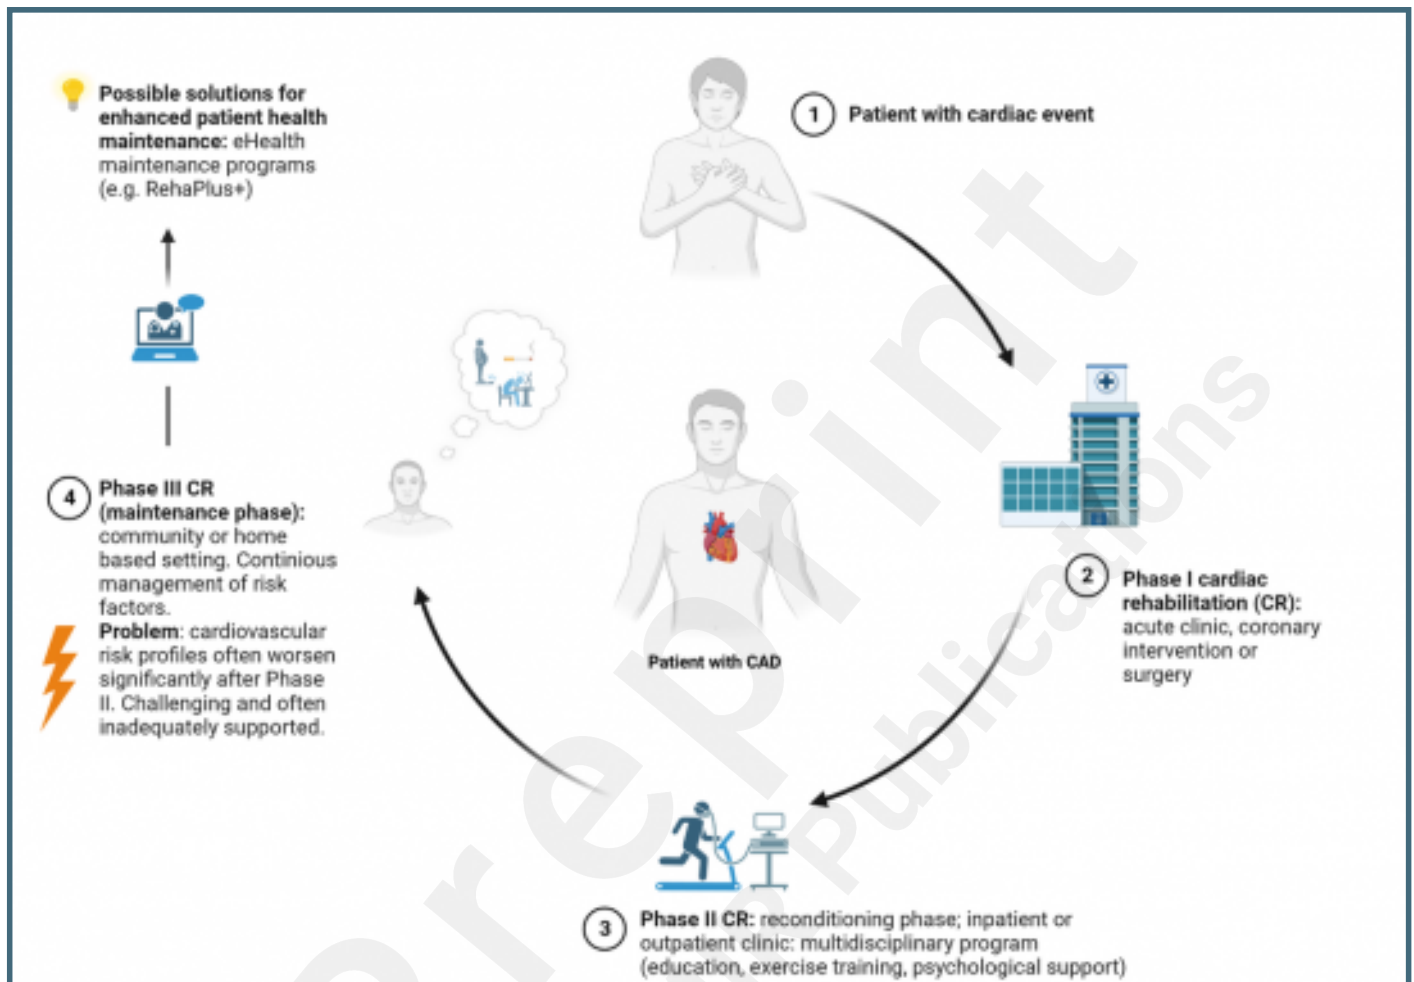 Possible solutions for
enhanced patient health
maintenance: eHealth
maintenance programs
(e.g. RehaPlus+)
1
Patient with cardiac event
4
Phase III CR
(maintenance phase):
community or home
based setting. Continious
management of risk
factors.
Problem: cardiovascular
risk profiles often worsen
significantly after Phase
II. Challenging and often
inadequately supported.
Patient with CAD
2
Phase I cardiac
rehabilitation (CR):
acute clinic, coronary
intervention or
surgery
3
Phase II CR: reconditioning phase; inpatient or
outpatient clinic: multidisciplinary program
(education, exercise training, psychological support)
Preprint
Publications